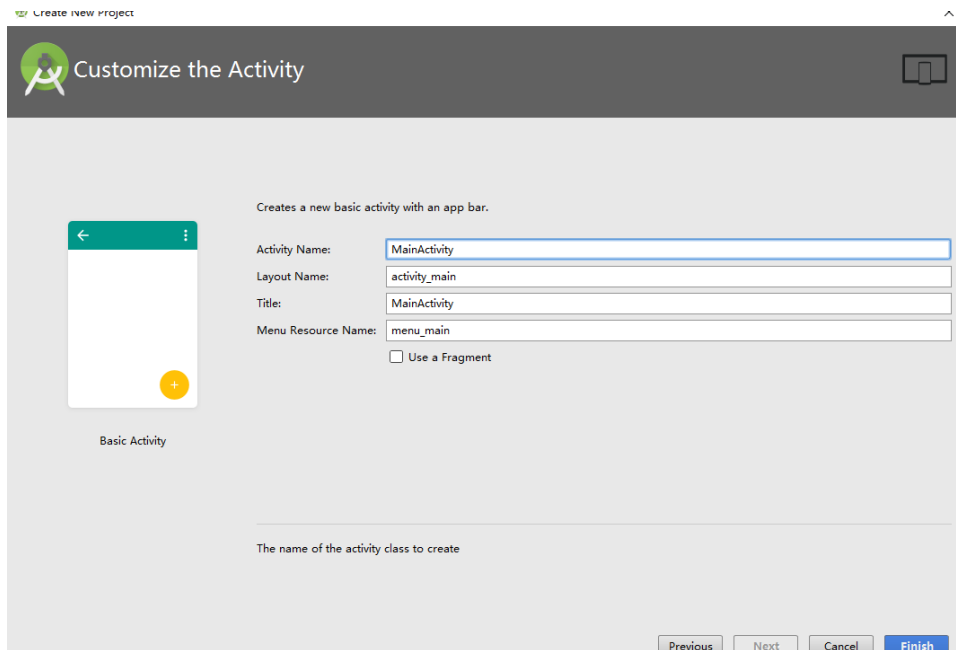 Create New Project
Customize the Activity
Creates a new basic activity with an app bar.
Activity Name: MainActivity
Layout Name: activity_main
Title: MainActivity
Menu Resource Name: menu_main
Use a Fragment
Basic Activity
The name of the activity class to create
Previous Next Cancel Finish